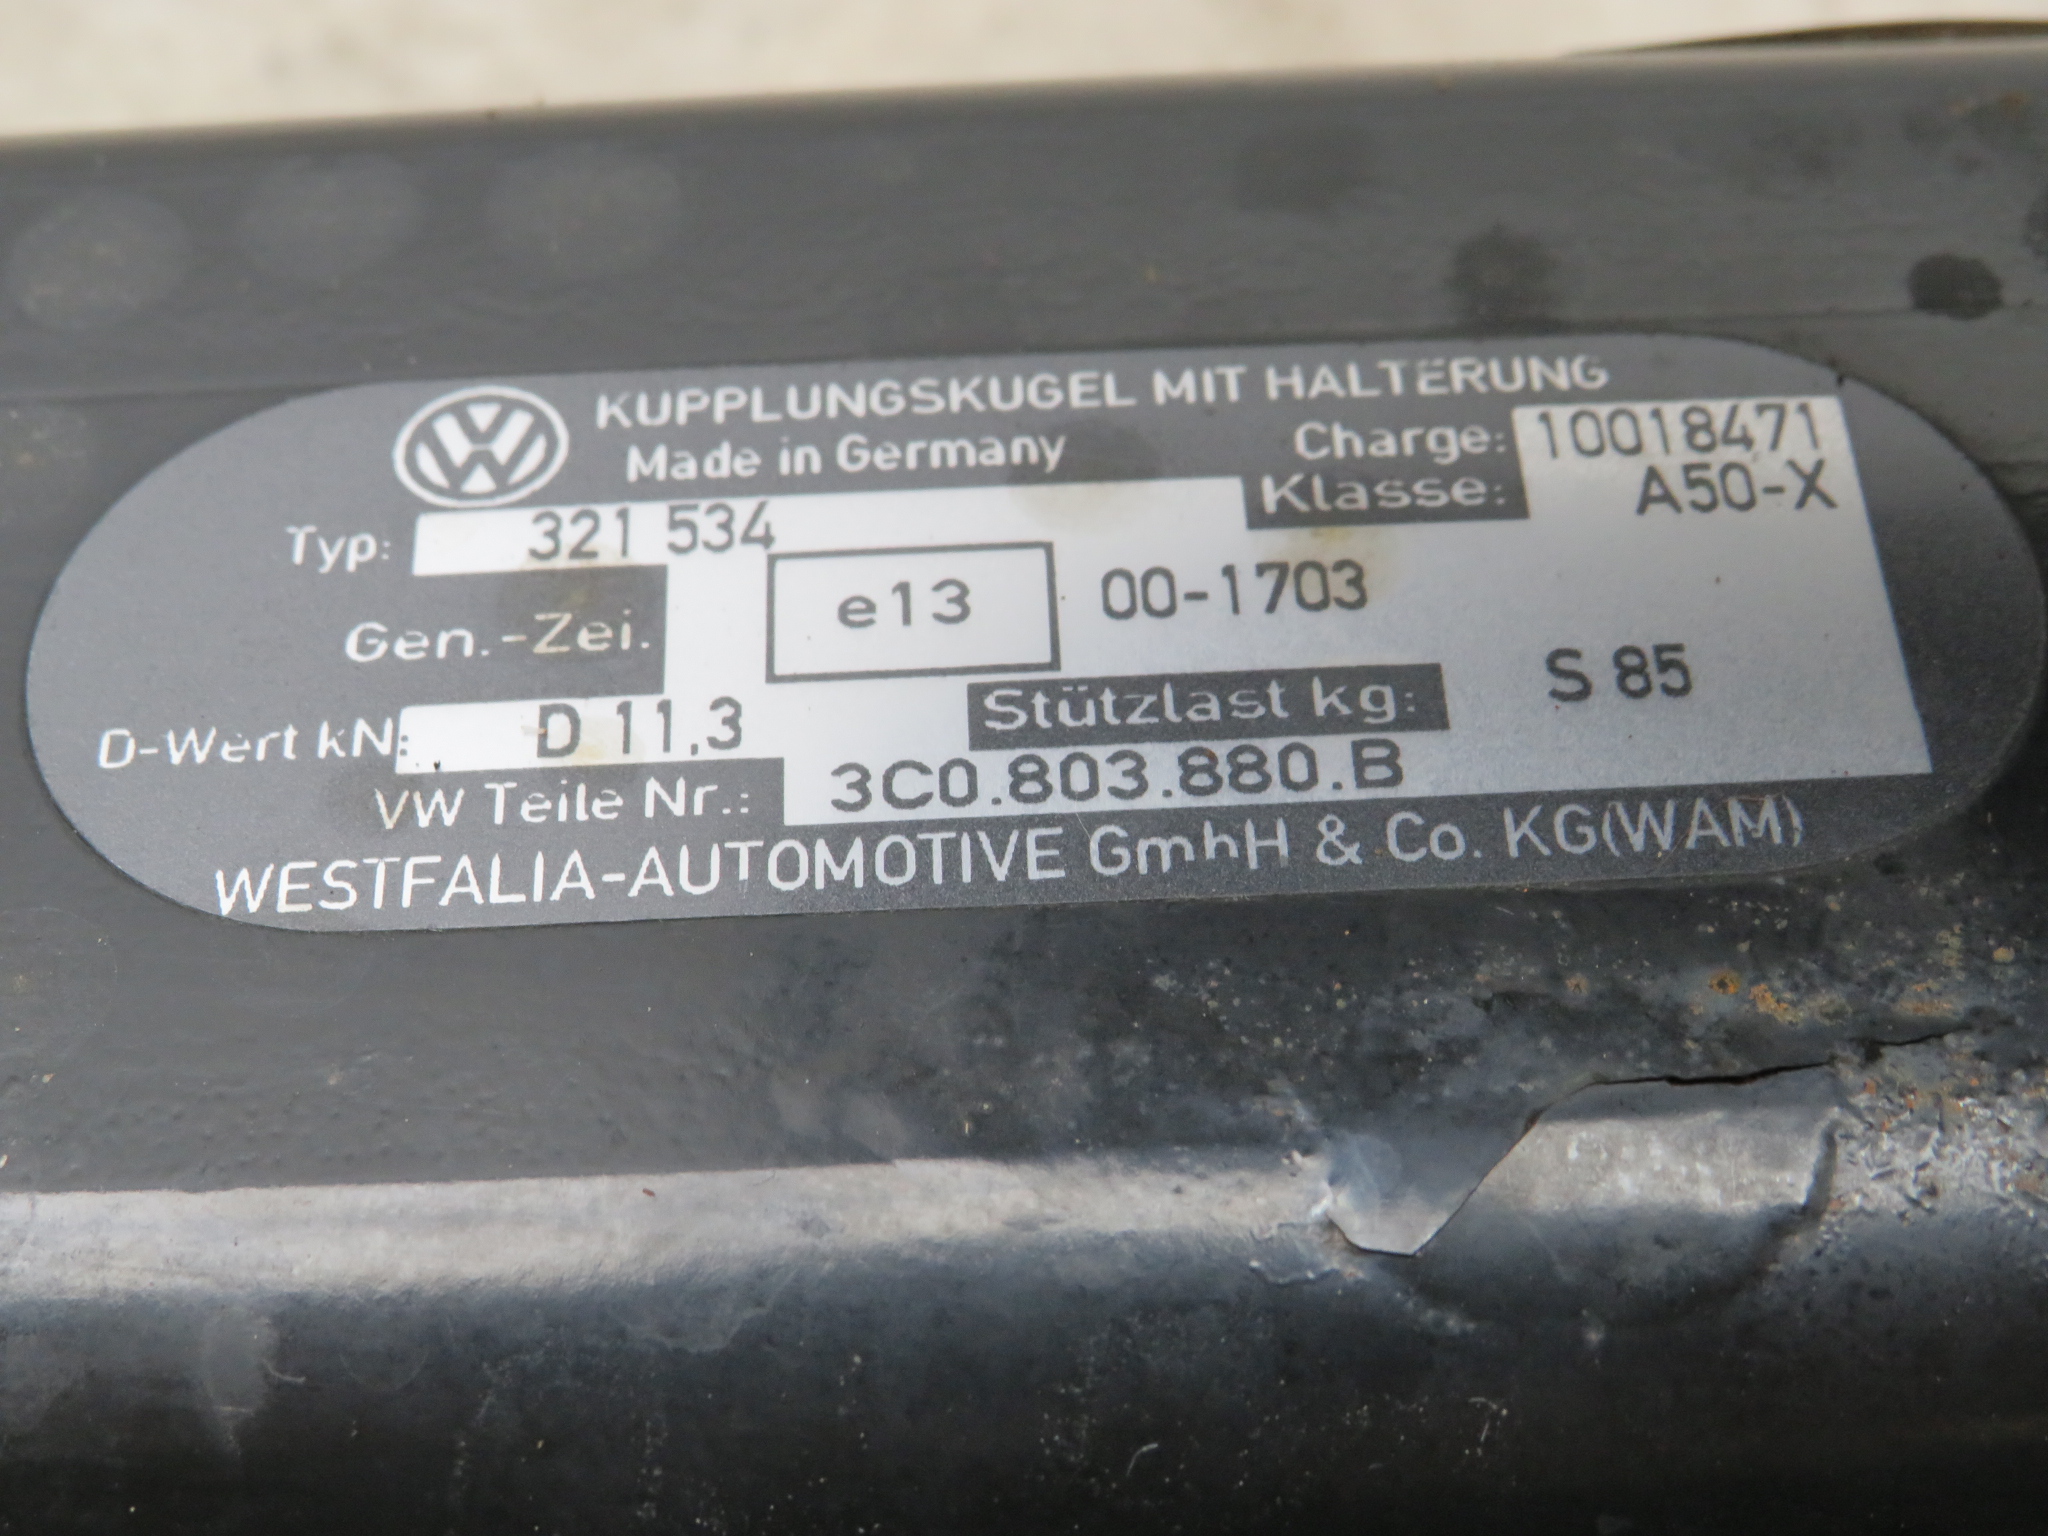 KUPPLUNGSKUGEL MIT HALTERUNG
Made in Germany Charge: 10018471
Klasse: A50-X
Typ: 321 534
Gen.-Zei. e13 00-1703
D-Wert kN: D 11,3 Stützlast kg: S 85
VW Teile Nr.: 3C0.803.880.B
WESTFALIA-AUTOMOTIVE GmbH & Co. KG(WAM)